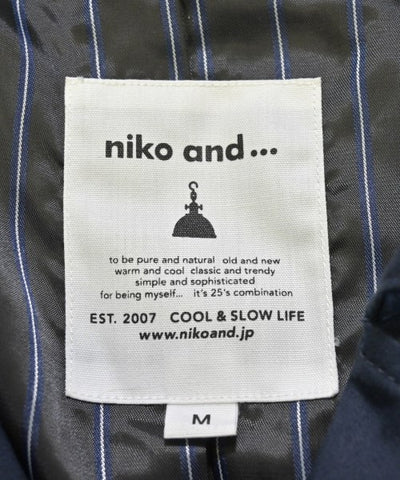 niko and...
to be pure and natural old and new
warm and cool classic and trendy
simple and sophisticated
for being myself... it's 25's combination
EST. 2007 COOL & SLOW LIFE
www.nikoand.jp
M